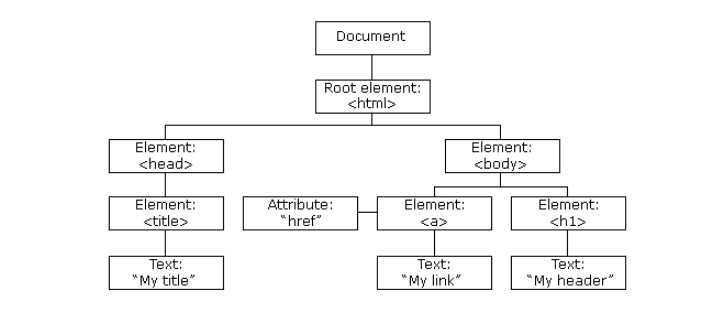 Document
Root element:
<html>
Element:
<head>
Element:
<body>
Element:
<title>
Attribute:
“href”
Element:
<a>
Element:
<h1>
Text:
“My title”
Text:
“My link”
Text:
“My header”